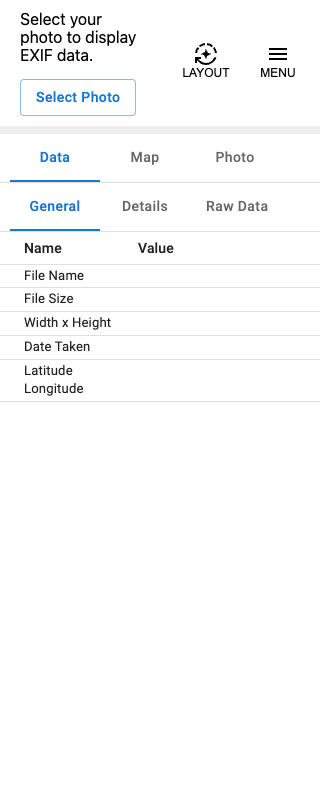 Select your
photo to display
EXIF data.
LAYOUT
MENU
Select Photo
Data Map Photo
General Details Raw Data
Name Value
File Name
File Size
Width x Height
Date Taken
Latitude
Longitude